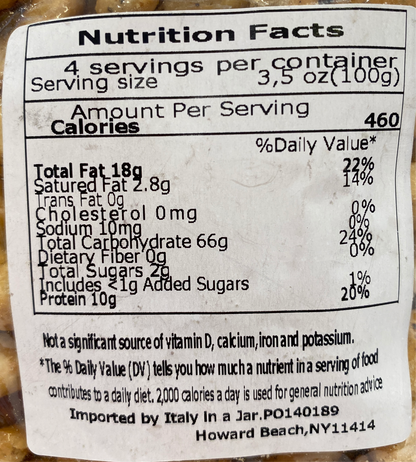 Nutrition Facts
4 servings per container
Serving size 3,5 oz(100g)
Amount Per Serving
Calories 460
%Daily Value*
Total Fat 18g 22%
Satured Fat 2.8g 14%
Trans Fat 0g
Cholesterol 0mg 0%
Sodium 10mg 0%
Total Carbohydrate 66g 24%
Dietary Fiber 0g 0%
Total Sugars 2g
Includes <1g Added Sugars 1%
Protein 10g 20%
Not a significant source of vitamin D, calcium, iron and potassium.
*The % Daily Value (DV) tells you how much a nutrient in a serving of food
contributes to a daily diet. 2,000 calories a day is used for general nutrition advice
Imported by Italy In a Jar.PO140189
Howard Beach,NY11414